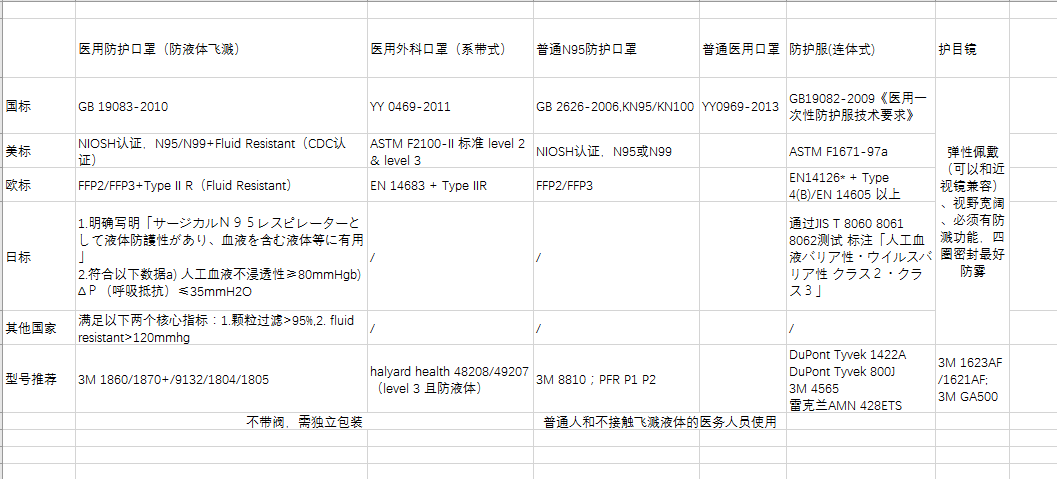 医用防护口罩（防液体飞溅）
医用外科口罩（系带式）
普通N95防护口罩
普通医用口罩
防护服(连体式)
护目镜
国标
GB 19083-2010
YY 0469-2011
GB 2626-2006,KN95/KN100
YY0969-2013
GB19082-2009《医用一
次性防护服技术要求》
弹性佩戴
（可以和近
视镜兼容）
、视野宽阔
、必须有防
溅功能，四
圈密封最好
防雾
美标
NIOSH认证，N95/N99+Fluid Resistant（CDC认
证）
ASTM F2100-II 标准 level 2
& level 3
NIOSH认证，N95或N99
ASTM F1671-97a
欧标
FFP2/FFP3+Type II R（Fluid Resistant）
EN 14683 + Type IIR
FFP2/FFP3
EN14126* + Type
4(B)/EN 14605 以上
日标
1.明确写明「サージカルＮ９５レスピレーターと
して液体防護性があり、血液を含む液体等に有用
」
2.符合以下数据a) 人工血液不浸透性≥80mmHgb)
ΔＰ（呼吸抵抗）≤35mmH2O
/
/
通过JIS T 8060 8061
8062测试 标注「人工血
液バリア性・ウイルスバ
リア性 クラス２・クラ
ス３」
其他国家
满足以下两个核心指标：1.颗粒过滤>95%,2. fluid
resistant>120mmhg
/
/
/
型号推荐
3M 1860/1870+/9132/1804/1805
halyard health 48208/49207
（level 3 且防液体）
3M 8810；PFR P1 P2
DuPont Tyvek 1422A
DuPont Tyvek 800J
3M 4565
雷克兰AMN 428ETS
3M 1623AF
/1621AF;
3M GA500
不带阀，需独立包装
普通人和不接触飞溅液体的医务人员使用